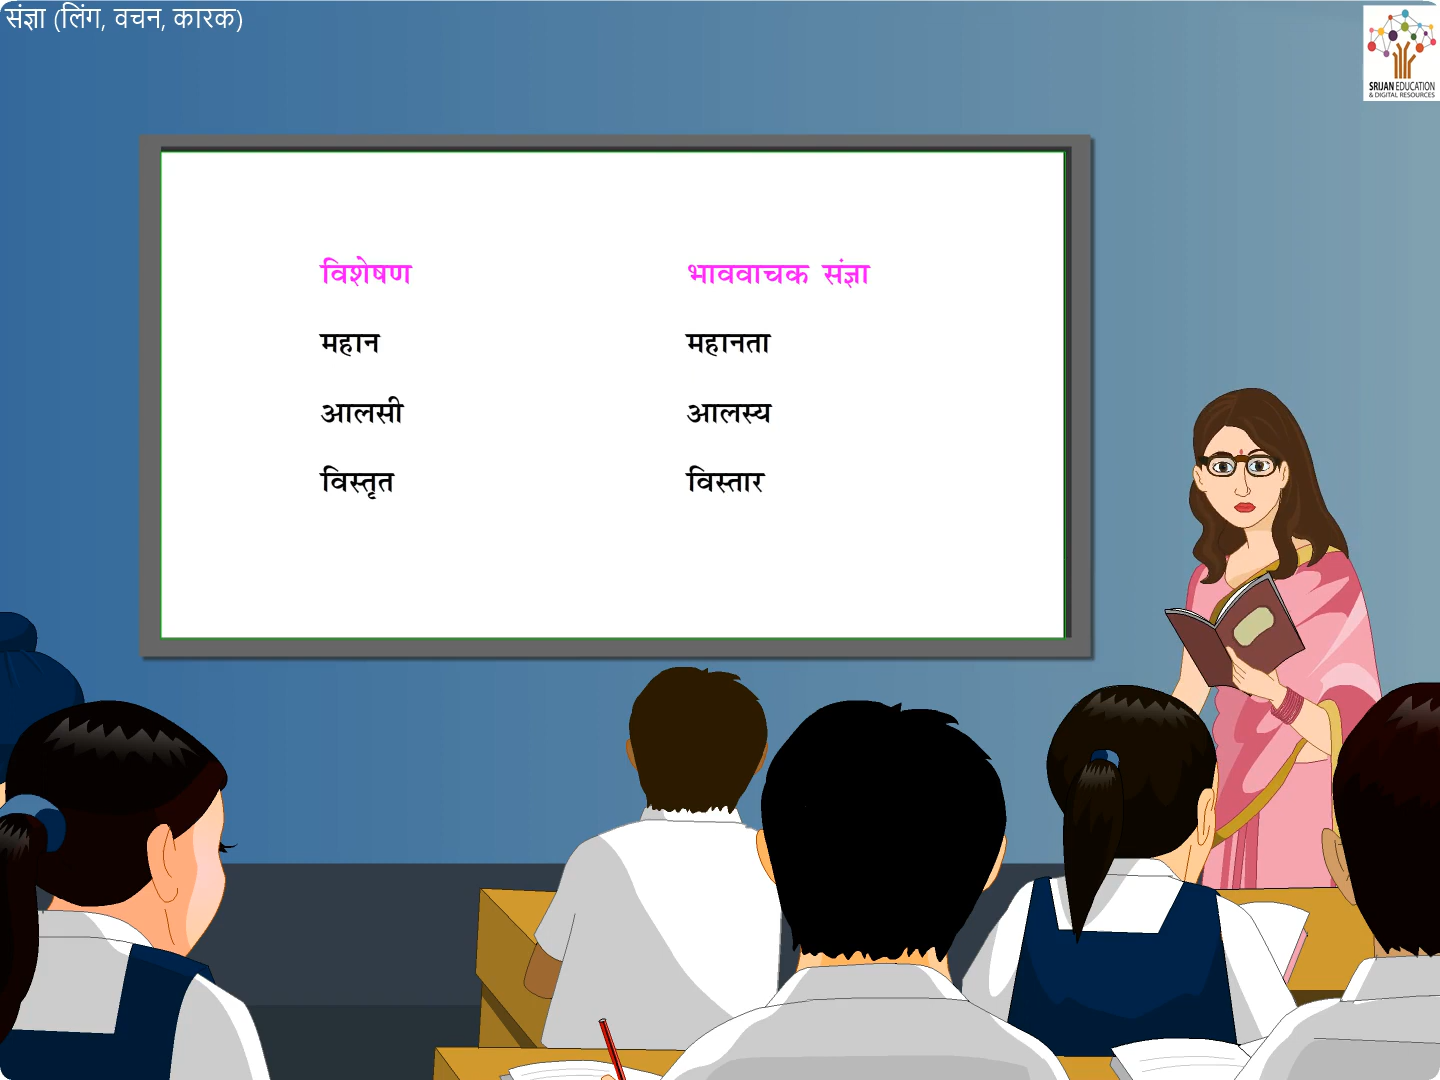 संज्ञा (लिंग, वचन, कारक)
SRIJAN EDUCATION
& DIGITAL RESOURCES
विशेषण भाववाचक संज्ञा
महान महानता
आलसी आलस्य
विस्तृत विस्तार